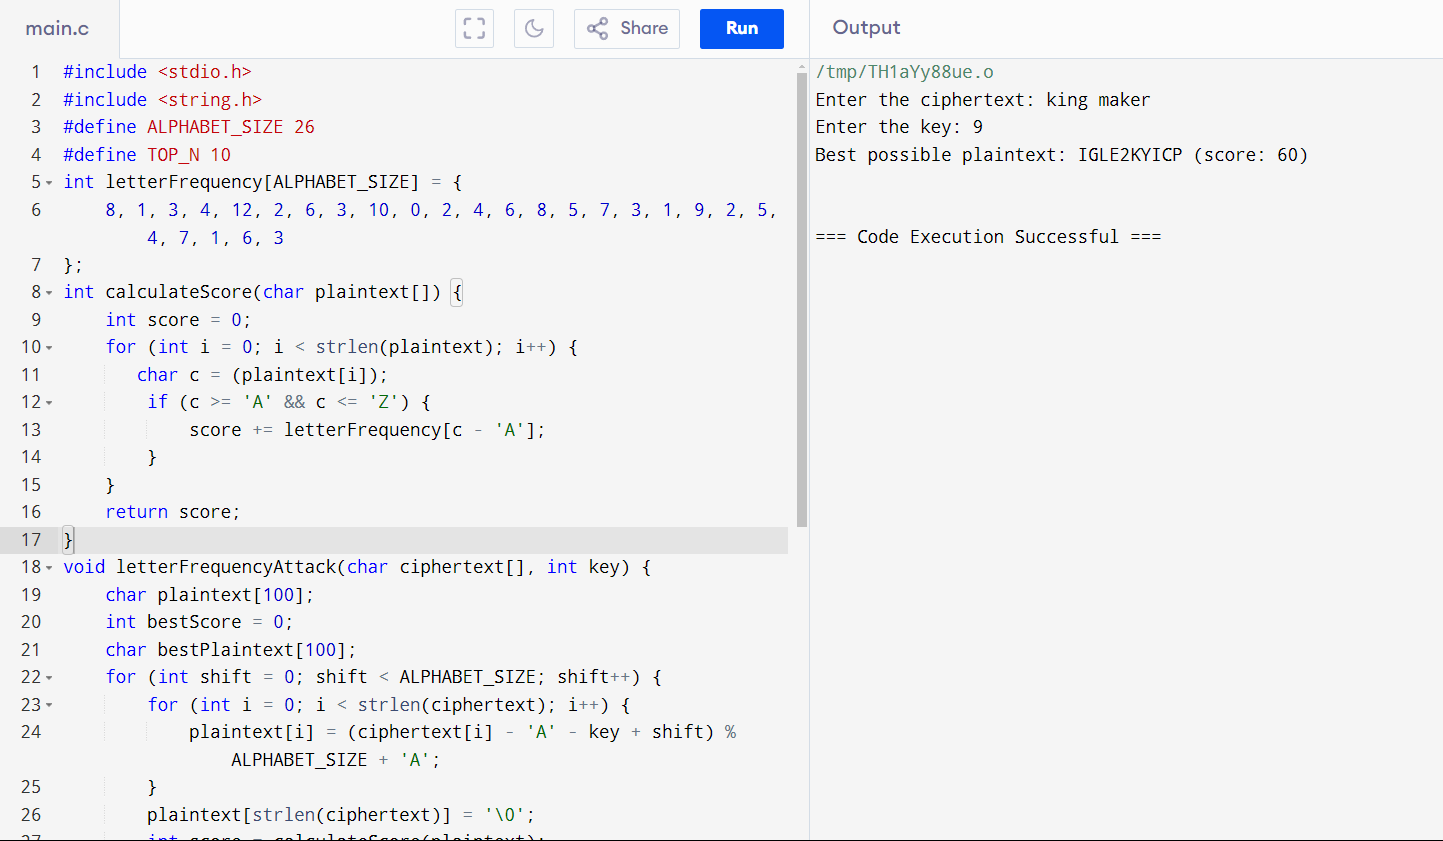 main.c
Share
Run
Output
1 #include <stdio.h>
2 #include <string.h>
3 #define ALPHABET_SIZE 26
4 #define TOP_N 10
5 int letterFrequency[ALPHABET_SIZE] = {
6 8, 1, 3, 4, 12, 2, 6, 3, 10, 0, 2, 4, 6, 8, 5, 7, 3, 1, 9, 2, 5,
4, 7, 1, 6, 3
7 };
8 int calculateScore(char plaintext[]) {
9 int score = 0;
10 for (int i = 0; i < strlen(plaintext); i++) {
11 char c = (plaintext[i]);
12 if (c >= 'A' && c <= 'Z') {
13 score += letterFrequency[c - 'A'];
14 }
15 }
16 return score;
17 }
18 void letterFrequencyAttack(char ciphertext[], int key) {
19 char plaintext[100];
20 int bestScore = 0;
21 char bestPlaintext[100];
22 for (int shift = 0; shift < ALPHABET_SIZE; shift++) {
23 for (int i = 0; i < strlen(ciphertext); i++) {
24 plaintext[i] = (ciphertext[i] - 'A' - key + shift) %
ALPHABET_SIZE + 'A';
25 }
26 plaintext[strlen(ciphertext)] = '\0';
27 int score = calculateScore(plaintext);
/tmp/TH1aYy88ue.o
Enter the ciphertext: king maker
Enter the key: 9
Best possible plaintext: IGLE2KYICP (score: 60)
=== Code Execution Successful ===